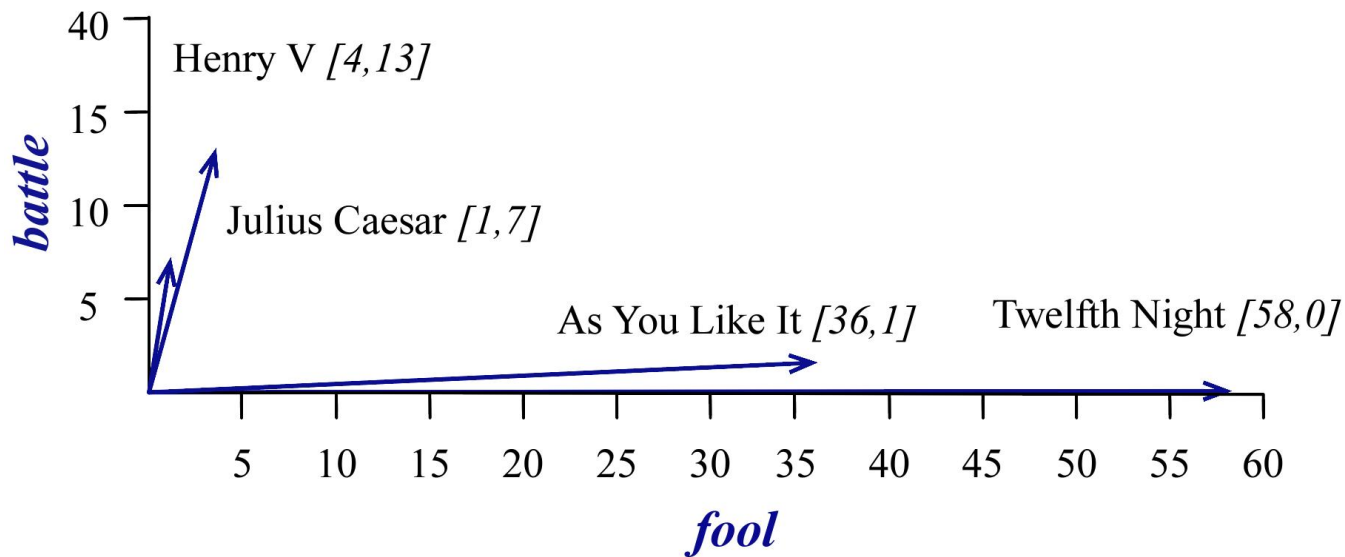 40
Henry V [4,13]
15
battle
10
Julius Caesar [1,7]
5
As You Like It [36,1]
Twelfth Night [58,0]
5 10 15 20 25 30 35 40 45 50 55 60
fool